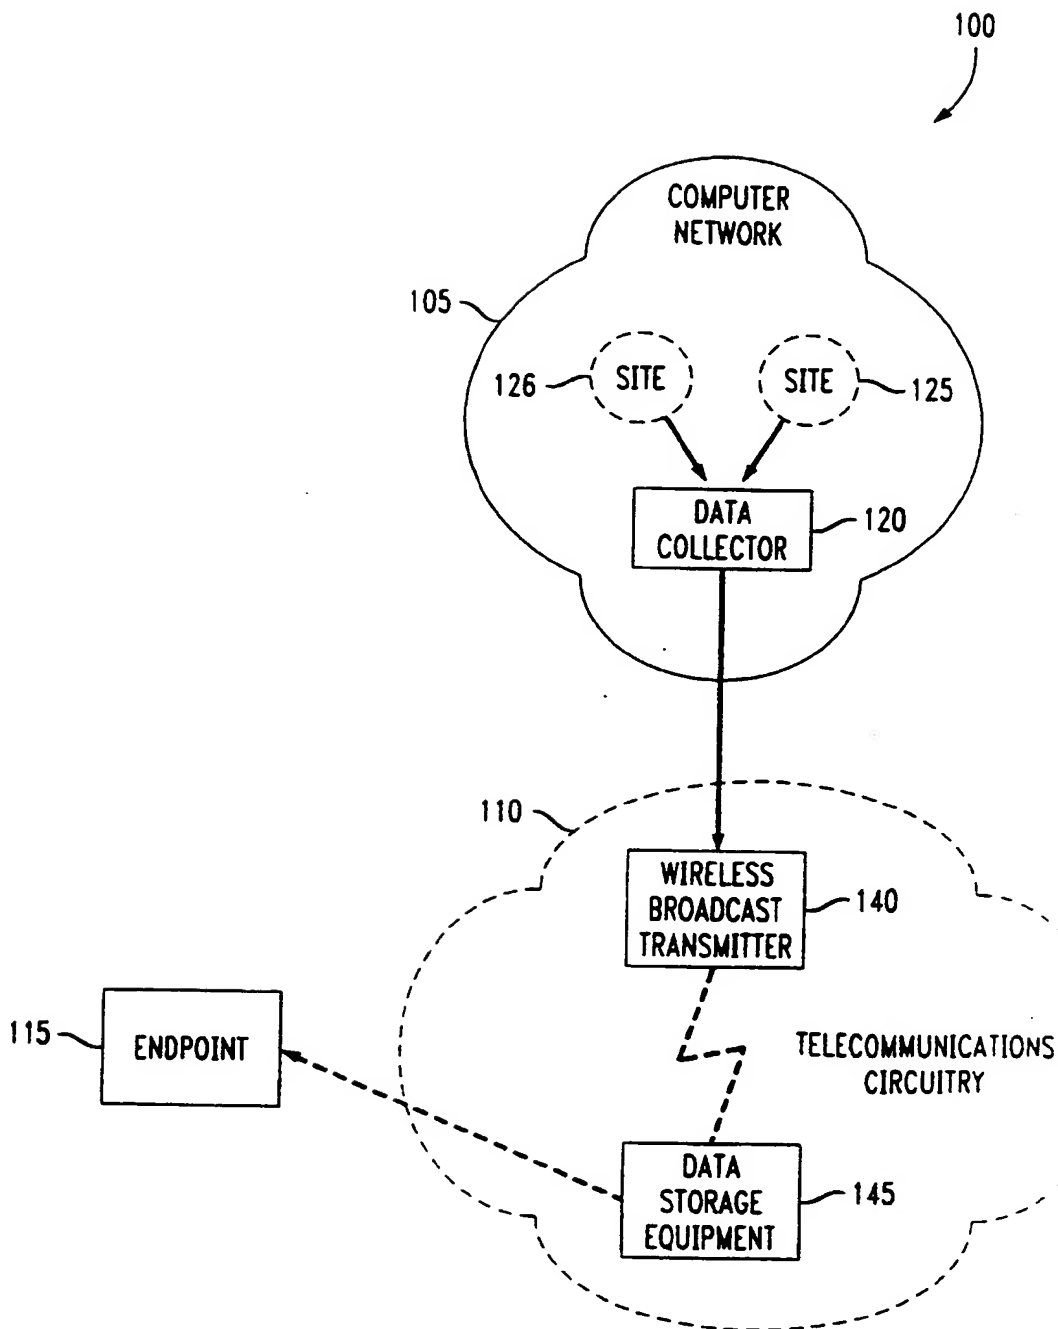 100
COMPUTER
NETWORK
105
126
SITE
SITE
125
DATA
COLLECTOR
120
110
WIRELESS
BROADCAST
TRANSMITTER
140
115
ENDPOINT
TELECOMMUNICATIONS
CIRCUITRY
DATA
STORAGE
EQUIPMENT
145